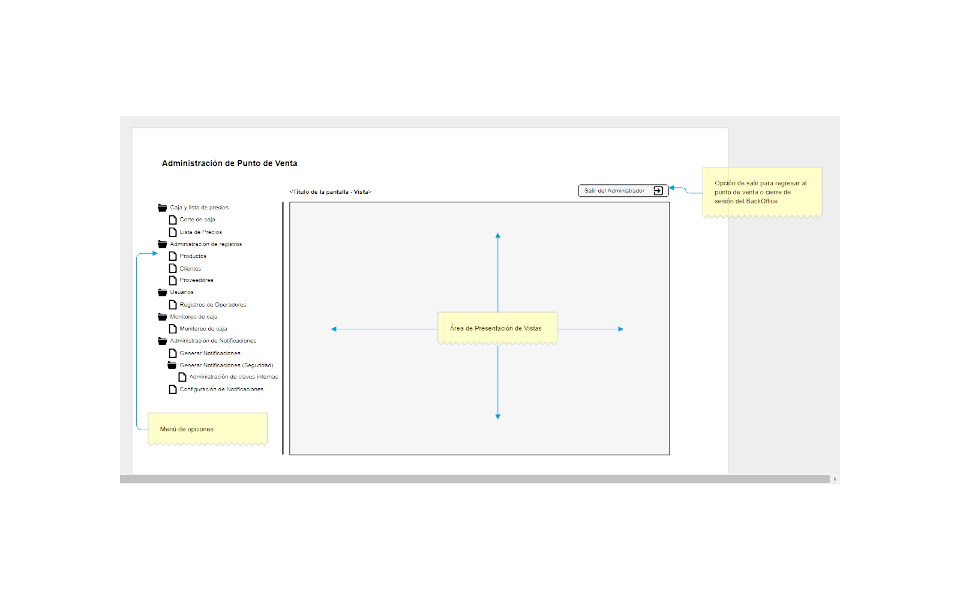 Administración de Punto de Venta
<Título de la pantalla - Vista>
Salir del Administrador
Opción de salir para regresar al
punto de venta o cierre de
sesión del BackOffice
Caja y lista de precios
Corte de caja
Lista de Precios
Administración de registros
Productos
Clientes
Proveedores
Usuarios
Registros de Operadores
Monitoreo de caja
Monitoreo de caja
Administración de Notificaciones
Generar Notificaciones
Generar Notificaciones (Seguridad)
Administración de claves internas
Configuración de Notificaciones
Área de Presentación de Vistas
Menú de opciones